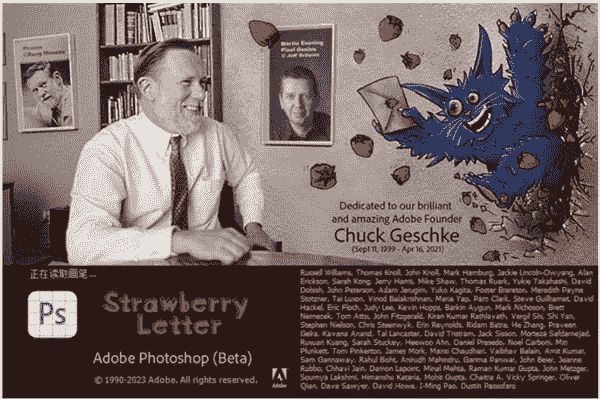 Martin Evening
Dedicated to our brilliant
and amazing Adobe Founder
Chuck Geschke
(Sept 11, 1939 - Apr 16, 2021)
正在读取画笔 ...
Ps
Strawberry
Letter
Adobe Photoshop (Beta)
© 1990-2023 Adobe. All rights reserved.
Adobe
Russell Williams, Thomas Knoll, John Knoll, Mark Hamburg, Jackie Lincoln-Owyang, Alan
Erickson, Sarah Kong, Jerry Harris, Mike Shaw, Thomas Ruark, Yukie Takahashi, David
Dobish, John Peterson, Adam Jerugim, Yuko Kagita, Foster Brereton, Meredith Payne
Stotzner, Tai Luxon, Vinod Balakrishnan, Maria Yap, Pam Clark, Steve Guilhamet, David
Hackel, Eric Floch, Judy Lee, Kevin Hopps, Barkin Aygun, Mark Nichoson, Brett
Tom Attix, John Fitzgerald, Kiran Kumar Rathlavath, Vergil Shi, Shi Yan,
Stephen Nielson, Chris Steenwyk, Erin Reynolds, Ridam Batra, He Zhang, Praveen
Gelra, Kavana Anand, Tai Lancester, David Tristram, Jack Sisson, Morteza Safdarnejad,
Ruxuan Kuang, Sarah Stuckey, Heewoo Ahn, Daniel Presedo, Noel Carboni, Min
Plunkett, Tom Pinkerton, James Mork, Mansi Chaudhari, Vaibhav Balain, Amit Kumar,
Sam Gannaway, Rahul Bisht, Anirudh Mahindru, Garima Panwar, John Beier, Joanne
Rubbo, Chhavi Jain, Damon Lapoint, Minal Mehta, Raman Kumar Gupta, John Metzger,
Soumya Lakshmi, Himanshu Kataria, Mohit Gupta, Chaitra A, Vicky Springer, Oliver
Qian, Dave Sawyer, David Howe, I-Ming Pao, Dustin Passofaro